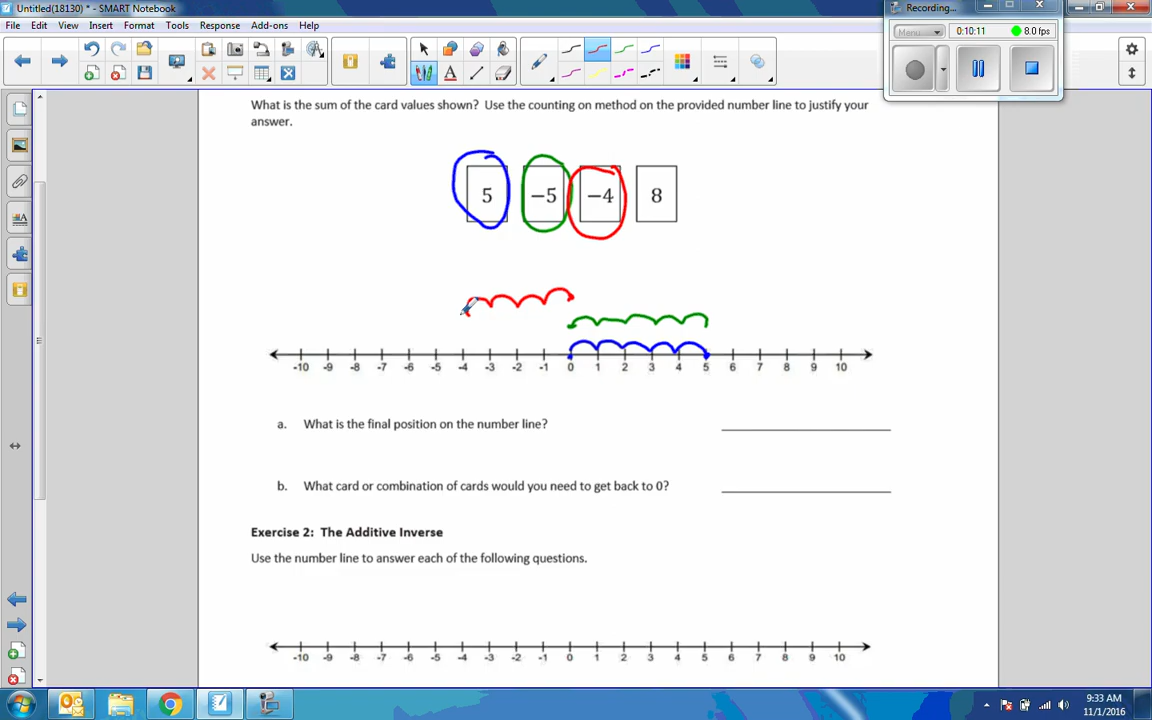 Untitled(18130) * - SMART Notebook
Recording...
File Edit View Insert Format Tools Response Add-ons Help
Menu 0:10:11 8.0 fps
What is the sum of the card values shown? Use the counting on method on the provided number line to justify your
answer.
5 −5 −4 8
-10 -9 -8 -7 -6 -5 -4 -3 -2 -1 0 1 2 3 4 5 6 7 8 9 10
a. What is the final position on the number line?
b. What card or combination of cards would you need to get back to 0?
Exercise 2: The Additive Inverse
Use the number line to answer each of the following questions.
-10 -9 -8 -7 -6 -5 -4 -3 -2 -1 0 1 2 3 4 5 6 7 8 9 10
9:33 AM
11/1/2016